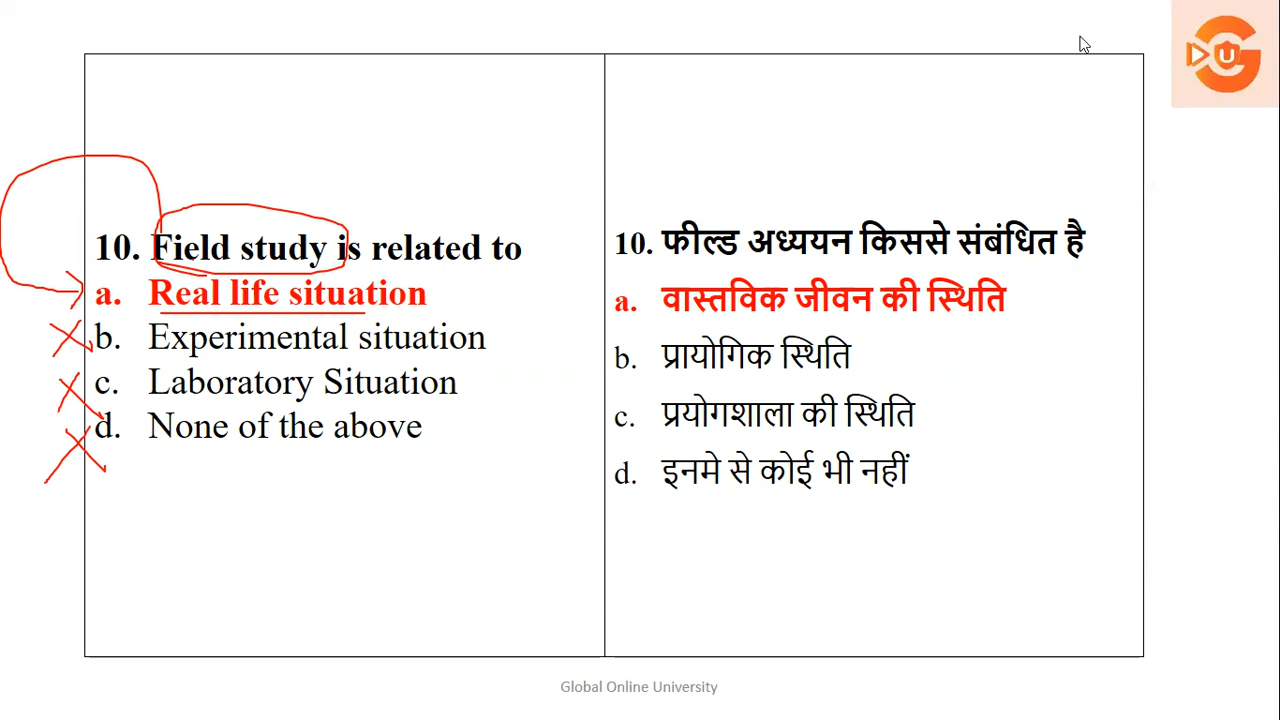 10. Field study is related to
a. Real life situation
b. Experimental situation
c. Laboratory Situation
d. None of the above
10. फील्ड अध्ययन किससे संबंधित है
a. वास्तविक जीवन की स्थिति
b. प्रायोगिक स्थिति
c. प्रयोगशाला की स्थिति
d. इनमे से कोई भी नहीं
U
Global Online University